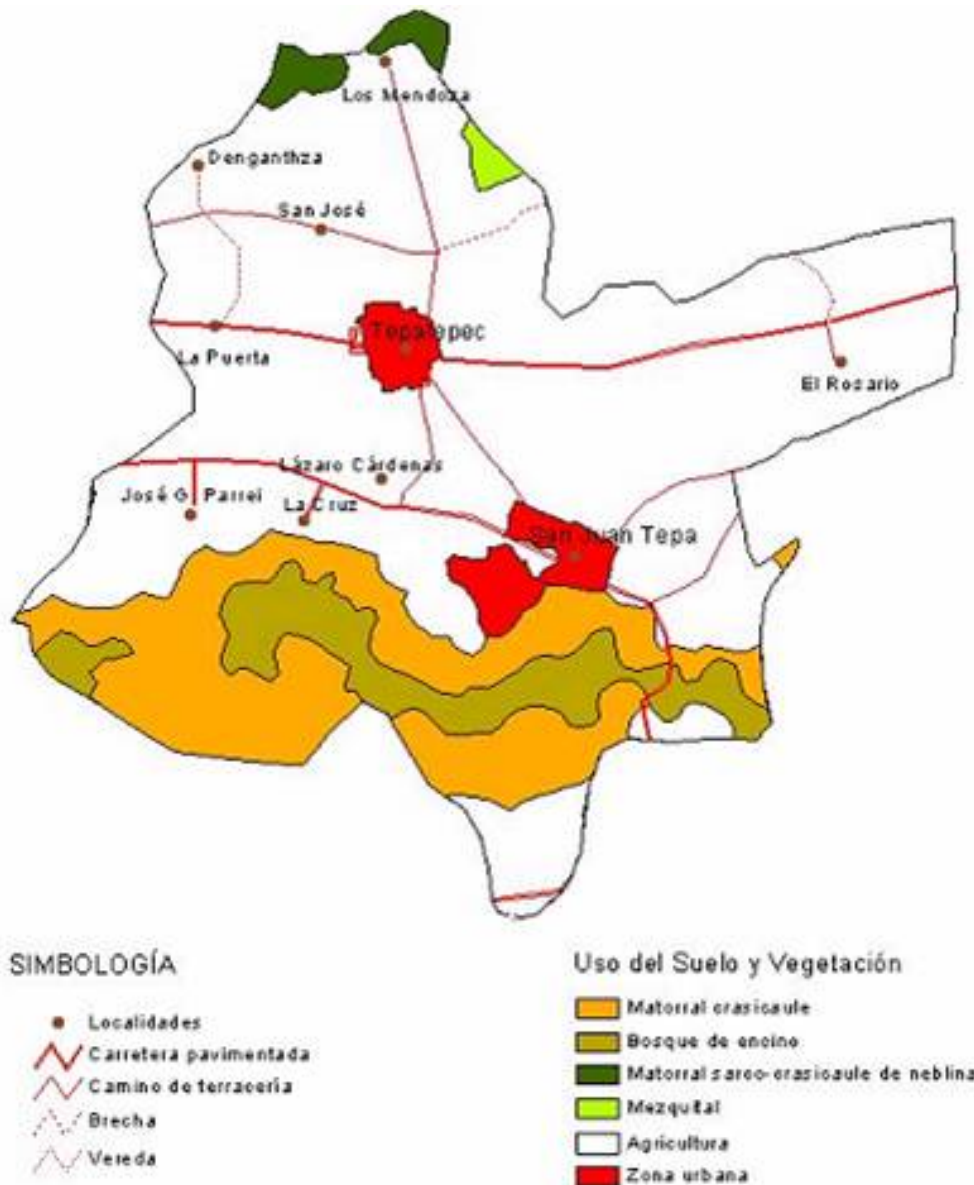 Los Mendoza
Denganthza
San José
Tepatepec
La Puerta
El Rosario
Lázaro Cárdenas
José G. Parrei
La Cruz
San Juan Tepa
SIMBOLOGÍA
Localidades
Carretera pavimentada
Camino de terracería
Brecha
Vereda
Uso del Suelo y Vegetación
Matorral crasicaule
Bosque de encino
Matorral sarco-crasicaule de neblina
Mezquital
Agricultura
Zona urbana